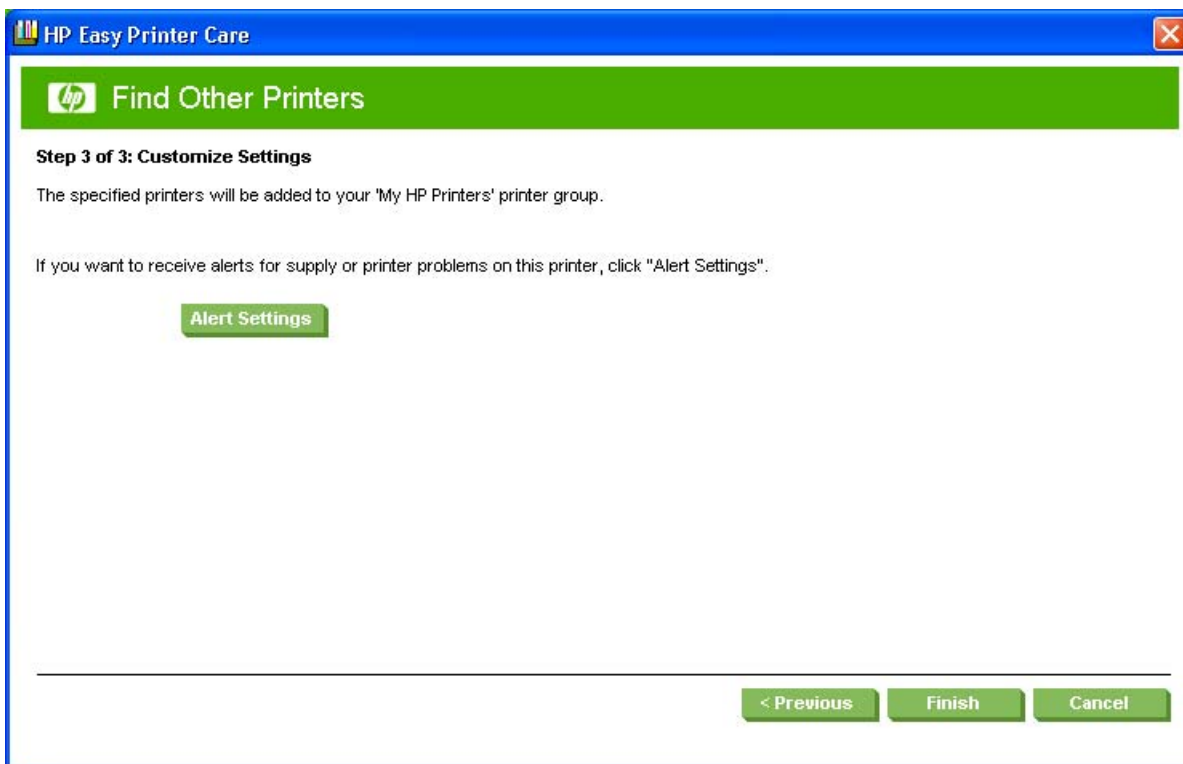 HP Easy Printer Care
hp Find Other Printers
Step 3 of 3: Customize Settings
The specified printers will be added to your 'My HP Printers' printer group.
If you want to receive alerts for supply or printer problems on this printer, click "Alert Settings".
Alert Settings
< Previous Finish Cancel